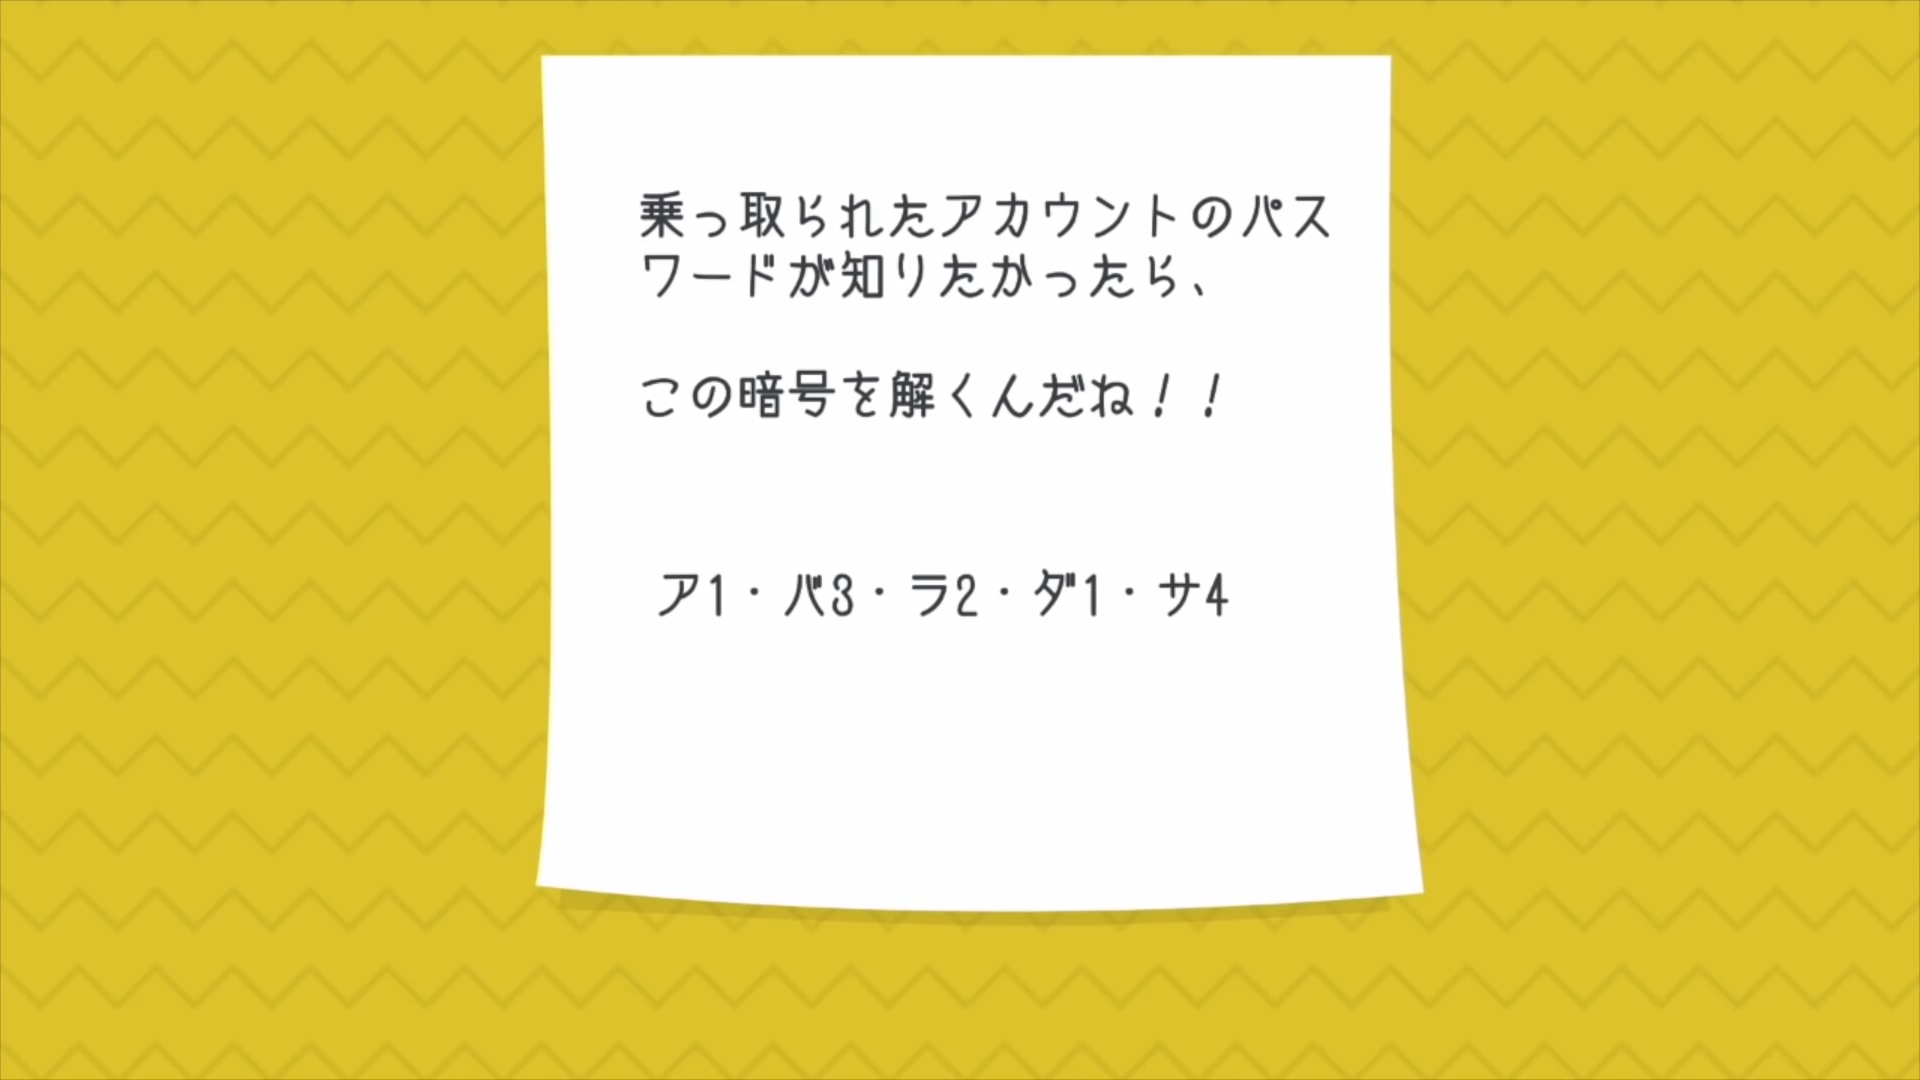 乗っ取られたアカウントのパス
ワードが知りたかったら、
この暗号を解くんだね！！
ア1・バ3・ラ2・ダ1・サ4